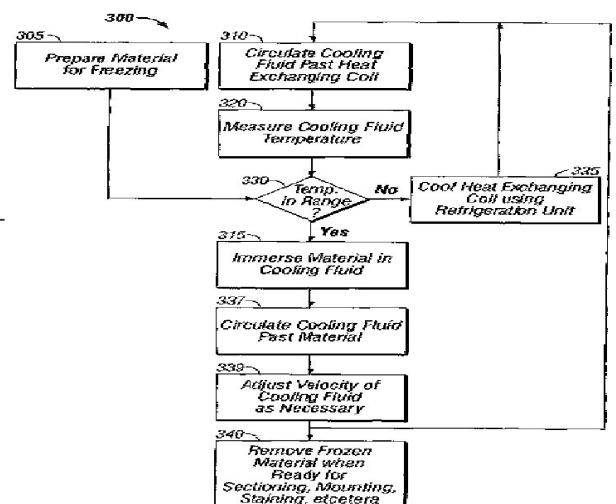 300
305
Prepare Material
for Freezing
310
Circulate Cooling
Fluid Past Heat
Exchanging Coil
320
Measure Cooling Fluid
Temperature
330
Temp.
in Range
?
No
335
Cool Heat Exchanging
Coil using
Refrigeration Unit
Yes
315
Immerse Material in
Cooling Fluid
337
Circulate Cooling Fluid
Past Material
339
Adjust Velocity of
Cooling Fluid
as Necessary
340
Remove Frozen
Material when
Ready for
Sectioning, Mounting,
Staining, etcetera